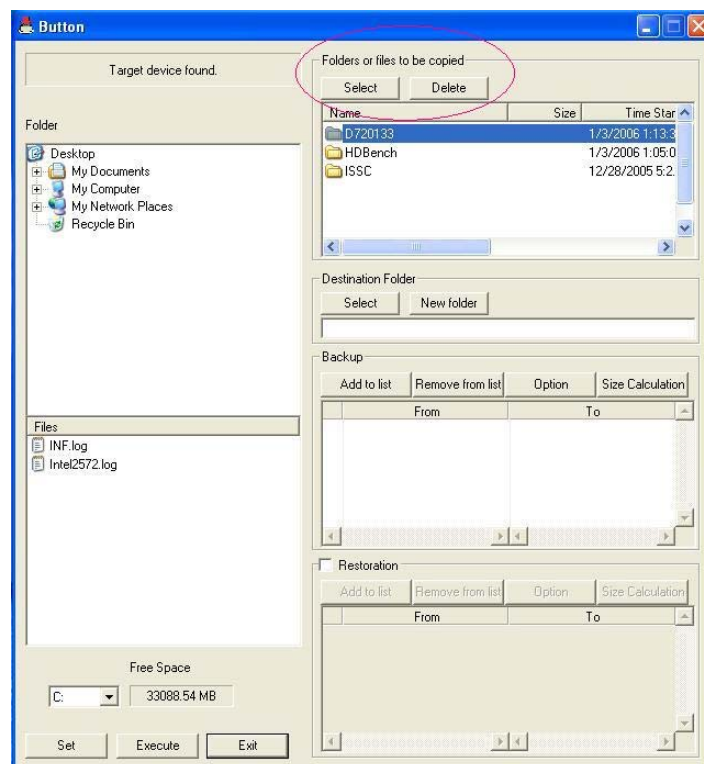 Button
Target device found.
Folder
Desktop
My Documents
My Computer
My Network Places
Recycle Bin
Files
INF.log
Intel2572.log
Free Space
C:
33088.54 MB
Set
Execute
Exit
Folders or files to be copied
Select
Delete
Name Size Time Star
D720133 1/3/2006 1:13:3
HDBench 1/3/2006 1:05:0
ISSC 12/28/2005 5:2.
Destination Folder
Select
New folder
Backup
Add to list
Remove from list
Option
Size Calculation
From To
Restoration
Add to list
Remove from list
Option
Size Calculation
From To